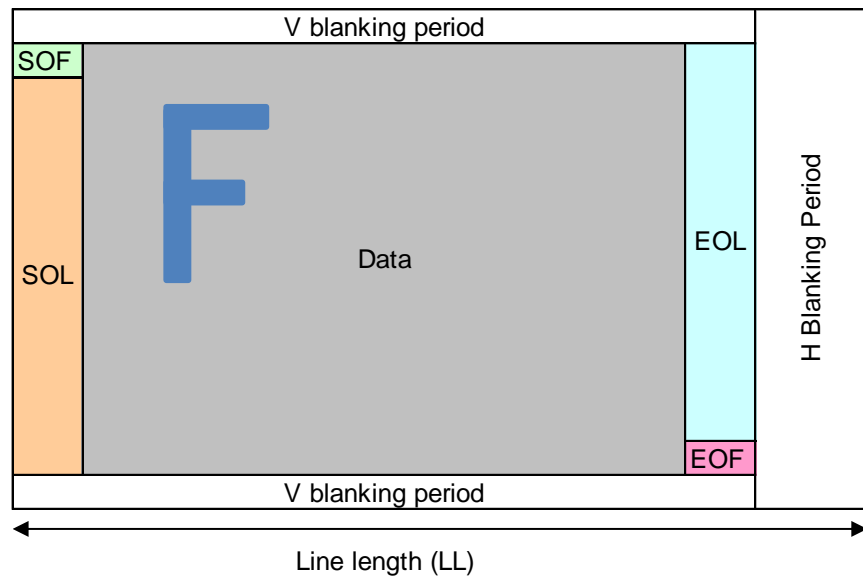 V blanking period
SOF
F
SOL
Data
EOL
H Blanking Period
EOF
V blanking period
Line length (LL)